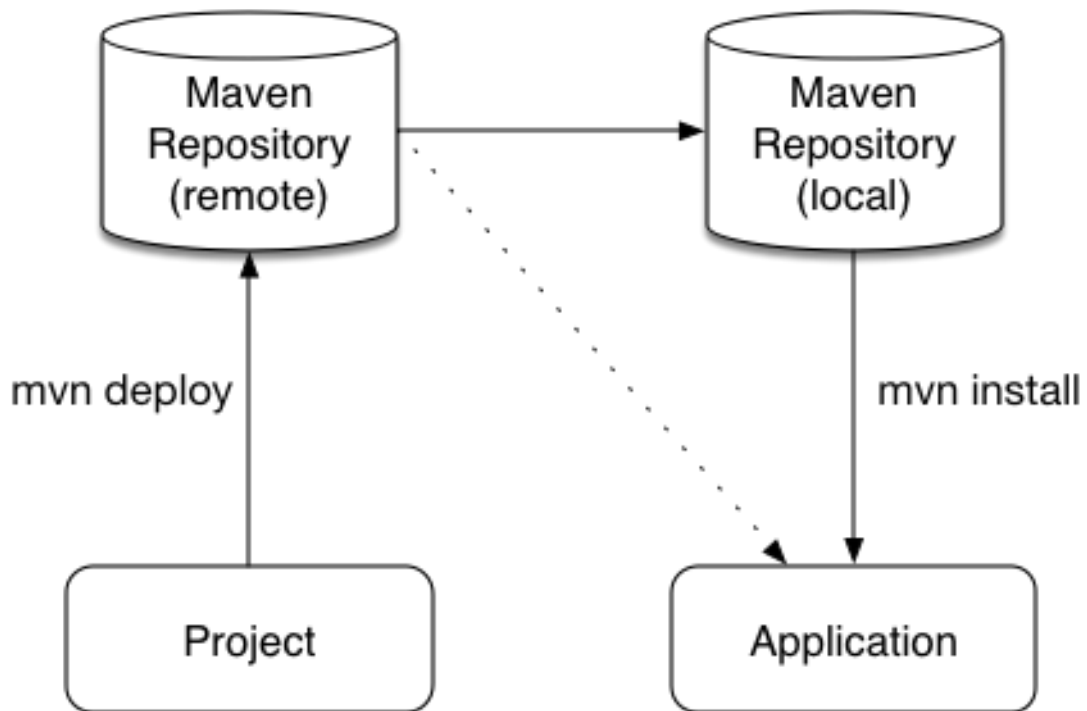 Maven
Repository
(remote)
Maven
Repository
(local)
mvn deploy
mvn install
Project
Application